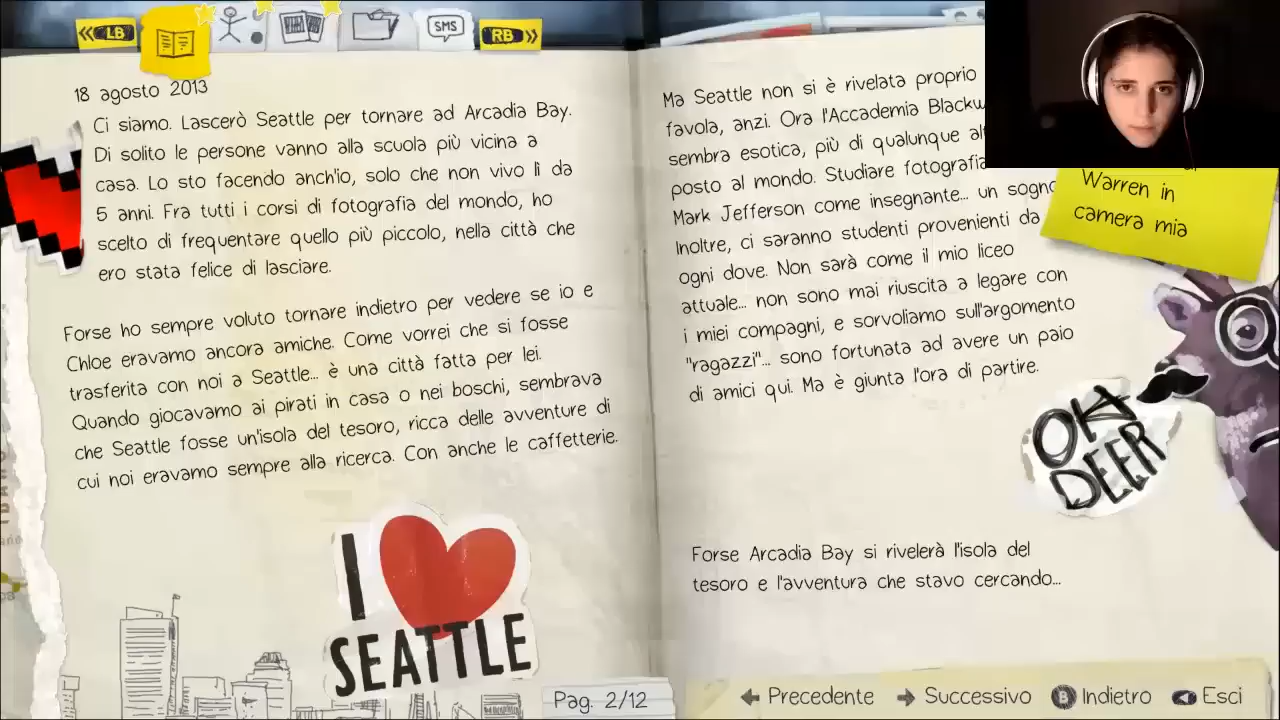 LB
SMS
RB
18 agosto 2013
Ci siamo. Lascerò Seattle per tornare ad Arcadia Bay.
Di solito le persone vanno alla scuola più vicina a
casa. Lo sto facendo anch'io, solo che non vivo lì da
5 anni. Fra tutti i corsi di fotografia del mondo, ho
scelto di frequentare quello più piccolo, nella città che
ero stata felice di lasciare.
Forse ho sempre voluto tornare indietro per vedere se io e
Chloe eravamo ancora amiche. Come vorrei che si fosse
trasferita con noi a Seattle... è una città fatta per lei.
Quando giocavamo ai pirati in casa o nei boschi, sembrava
che Seattle fosse un'isola del tesoro, ricca delle avventure di
cui noi eravamo sempre alla ricerca. Con anche le caffetterie.
I
SEATTLE
Pag. 2/12
Ma Seattle non si è rivelata proprio
favola, anzi. Ora l'Accademia
sembra esotica, più di qualunque
posto al mondo. Studiare fotografia
Mark Jefferson come insegnante... un sogno
Inoltre, ci saranno studenti provenienti da
ogni dove. Non sarà come il mio liceo
attuale... non sono mai riuscita a legare con
i miei compagni, e sorvoliamo sull'argomento
"ragazzi"... sono fortunata ad avere un paio
di amici qui. Ma è giunta l'ora di partire.
Warren in
camera mia
OH
DEER
Forse Arcadia Bay si rivelerà l'isola del
tesoro e l'avventura che stavo cercando...
Precedente Successivo B Indietro Esci